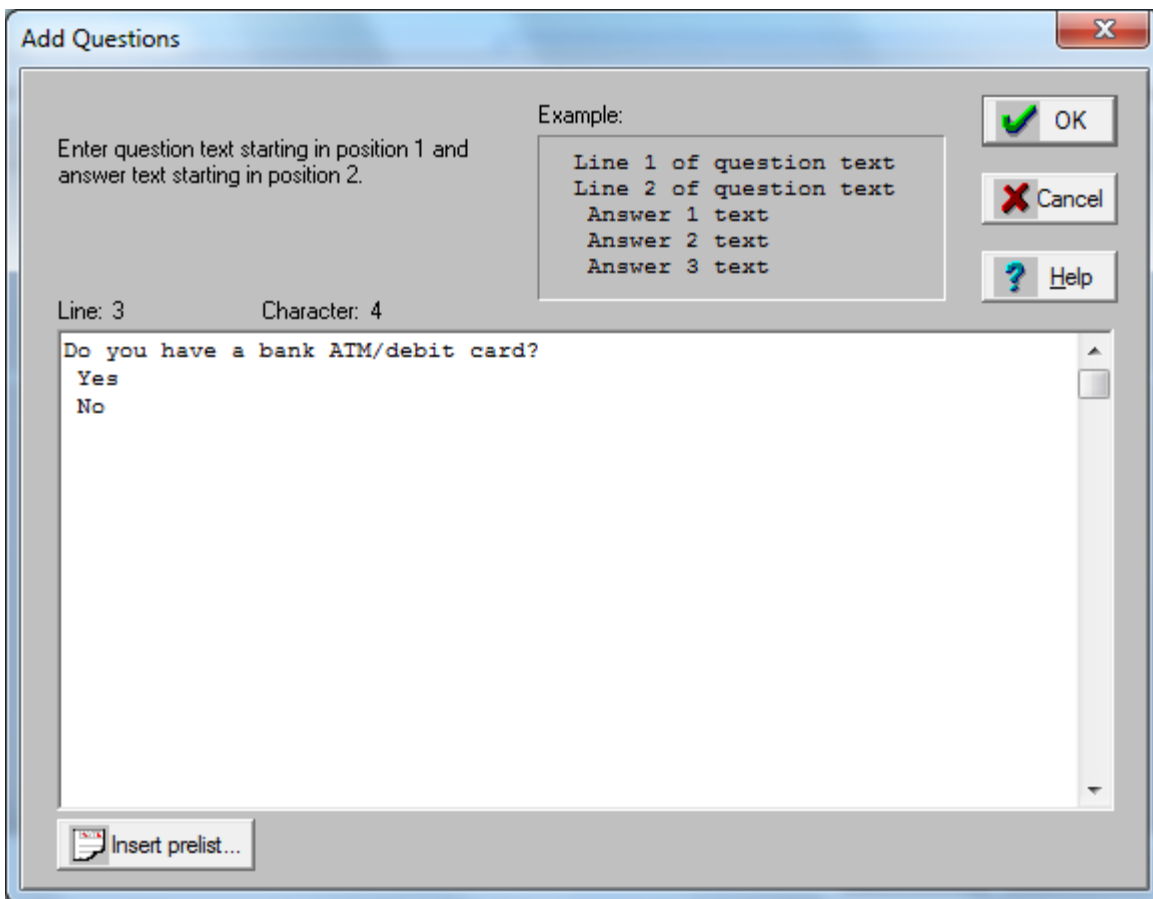 Add Questions
Enter question text starting in position 1 and
answer text starting in position 2.
Example:
Line 1 of question text
Line 2 of question text
Answer 1 text
Answer 2 text
Answer 3 text
OK
Cancel
Help
Line: 3 Character: 4
Do you have a bank ATM/debit card?
Yes
No
Insert prelist...